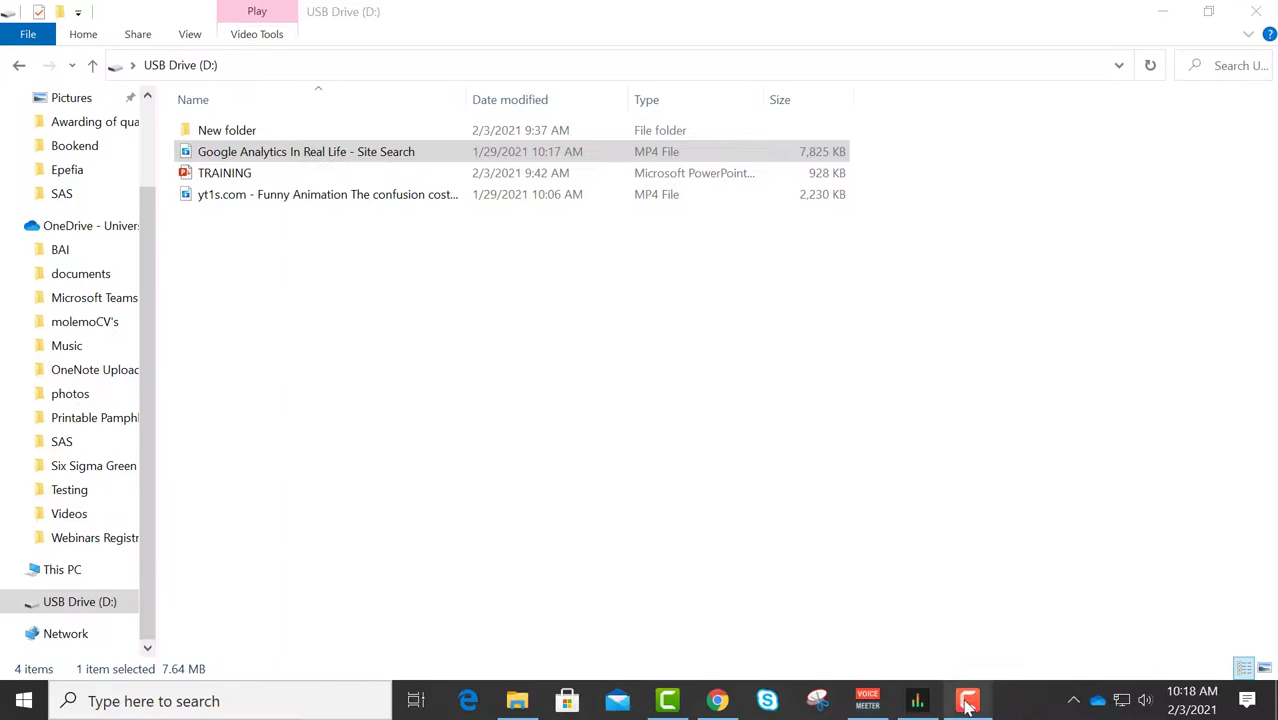 Play
USB Drive (D:)
File
Home
Share
View
Video Tools
USB Drive (D:)
Search U...
Name
Date modified
Type
Size
New folder
2/3/2021 9:37 AM
File folder
Google Analytics In Real Life - Site Search
1/29/2021 10:17 AM
MP4 File
7,825 KB
TRAINING
2/3/2021 9:42 AM
Microsoft PowerPoint...
928 KB
yt1s.com - Funny Animation The confusion cost...
1/29/2021 10:06 AM
MP4 File
2,230 KB
Pictures
Awarding of qua
Bookend
Epefia
SAS
OneDrive - Univer
BAI
documents
Microsoft Teams
molemoCV's
Music
OneNote Uploac
photos
Printable Pamph
SAS
Six Sigma Green
Testing
Videos
Webinars Registr
This PC
USB Drive (D:)
Network
4 items
1 item selected 7.64 MB
Type here to search
VOICE
MEETER
10:18 AM
2/3/2021